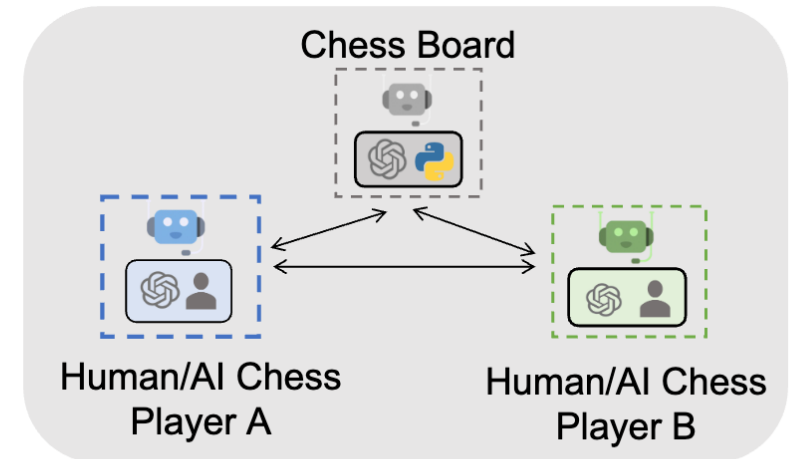 Chess Board
Human/AI Chess
Player A
Human/AI Chess
Player B